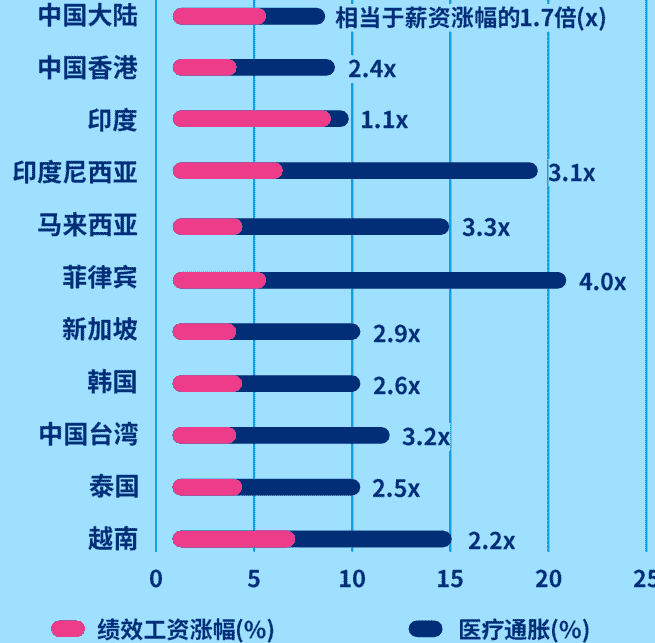 中国大陆 相当于薪资涨幅的1.7倍(x)
中国香港 2.4x
印度 1.1x
印度尼西亚 3.1x
马来西亚 3.3x
菲律宾 4.0x
新加坡 2.9x
韩国 2.6x
中国台湾 3.2x
泰国 2.5x
越南 2.2x
0 5 10 15 20 25
绩效工资涨幅(%) 医疗通胀(%)